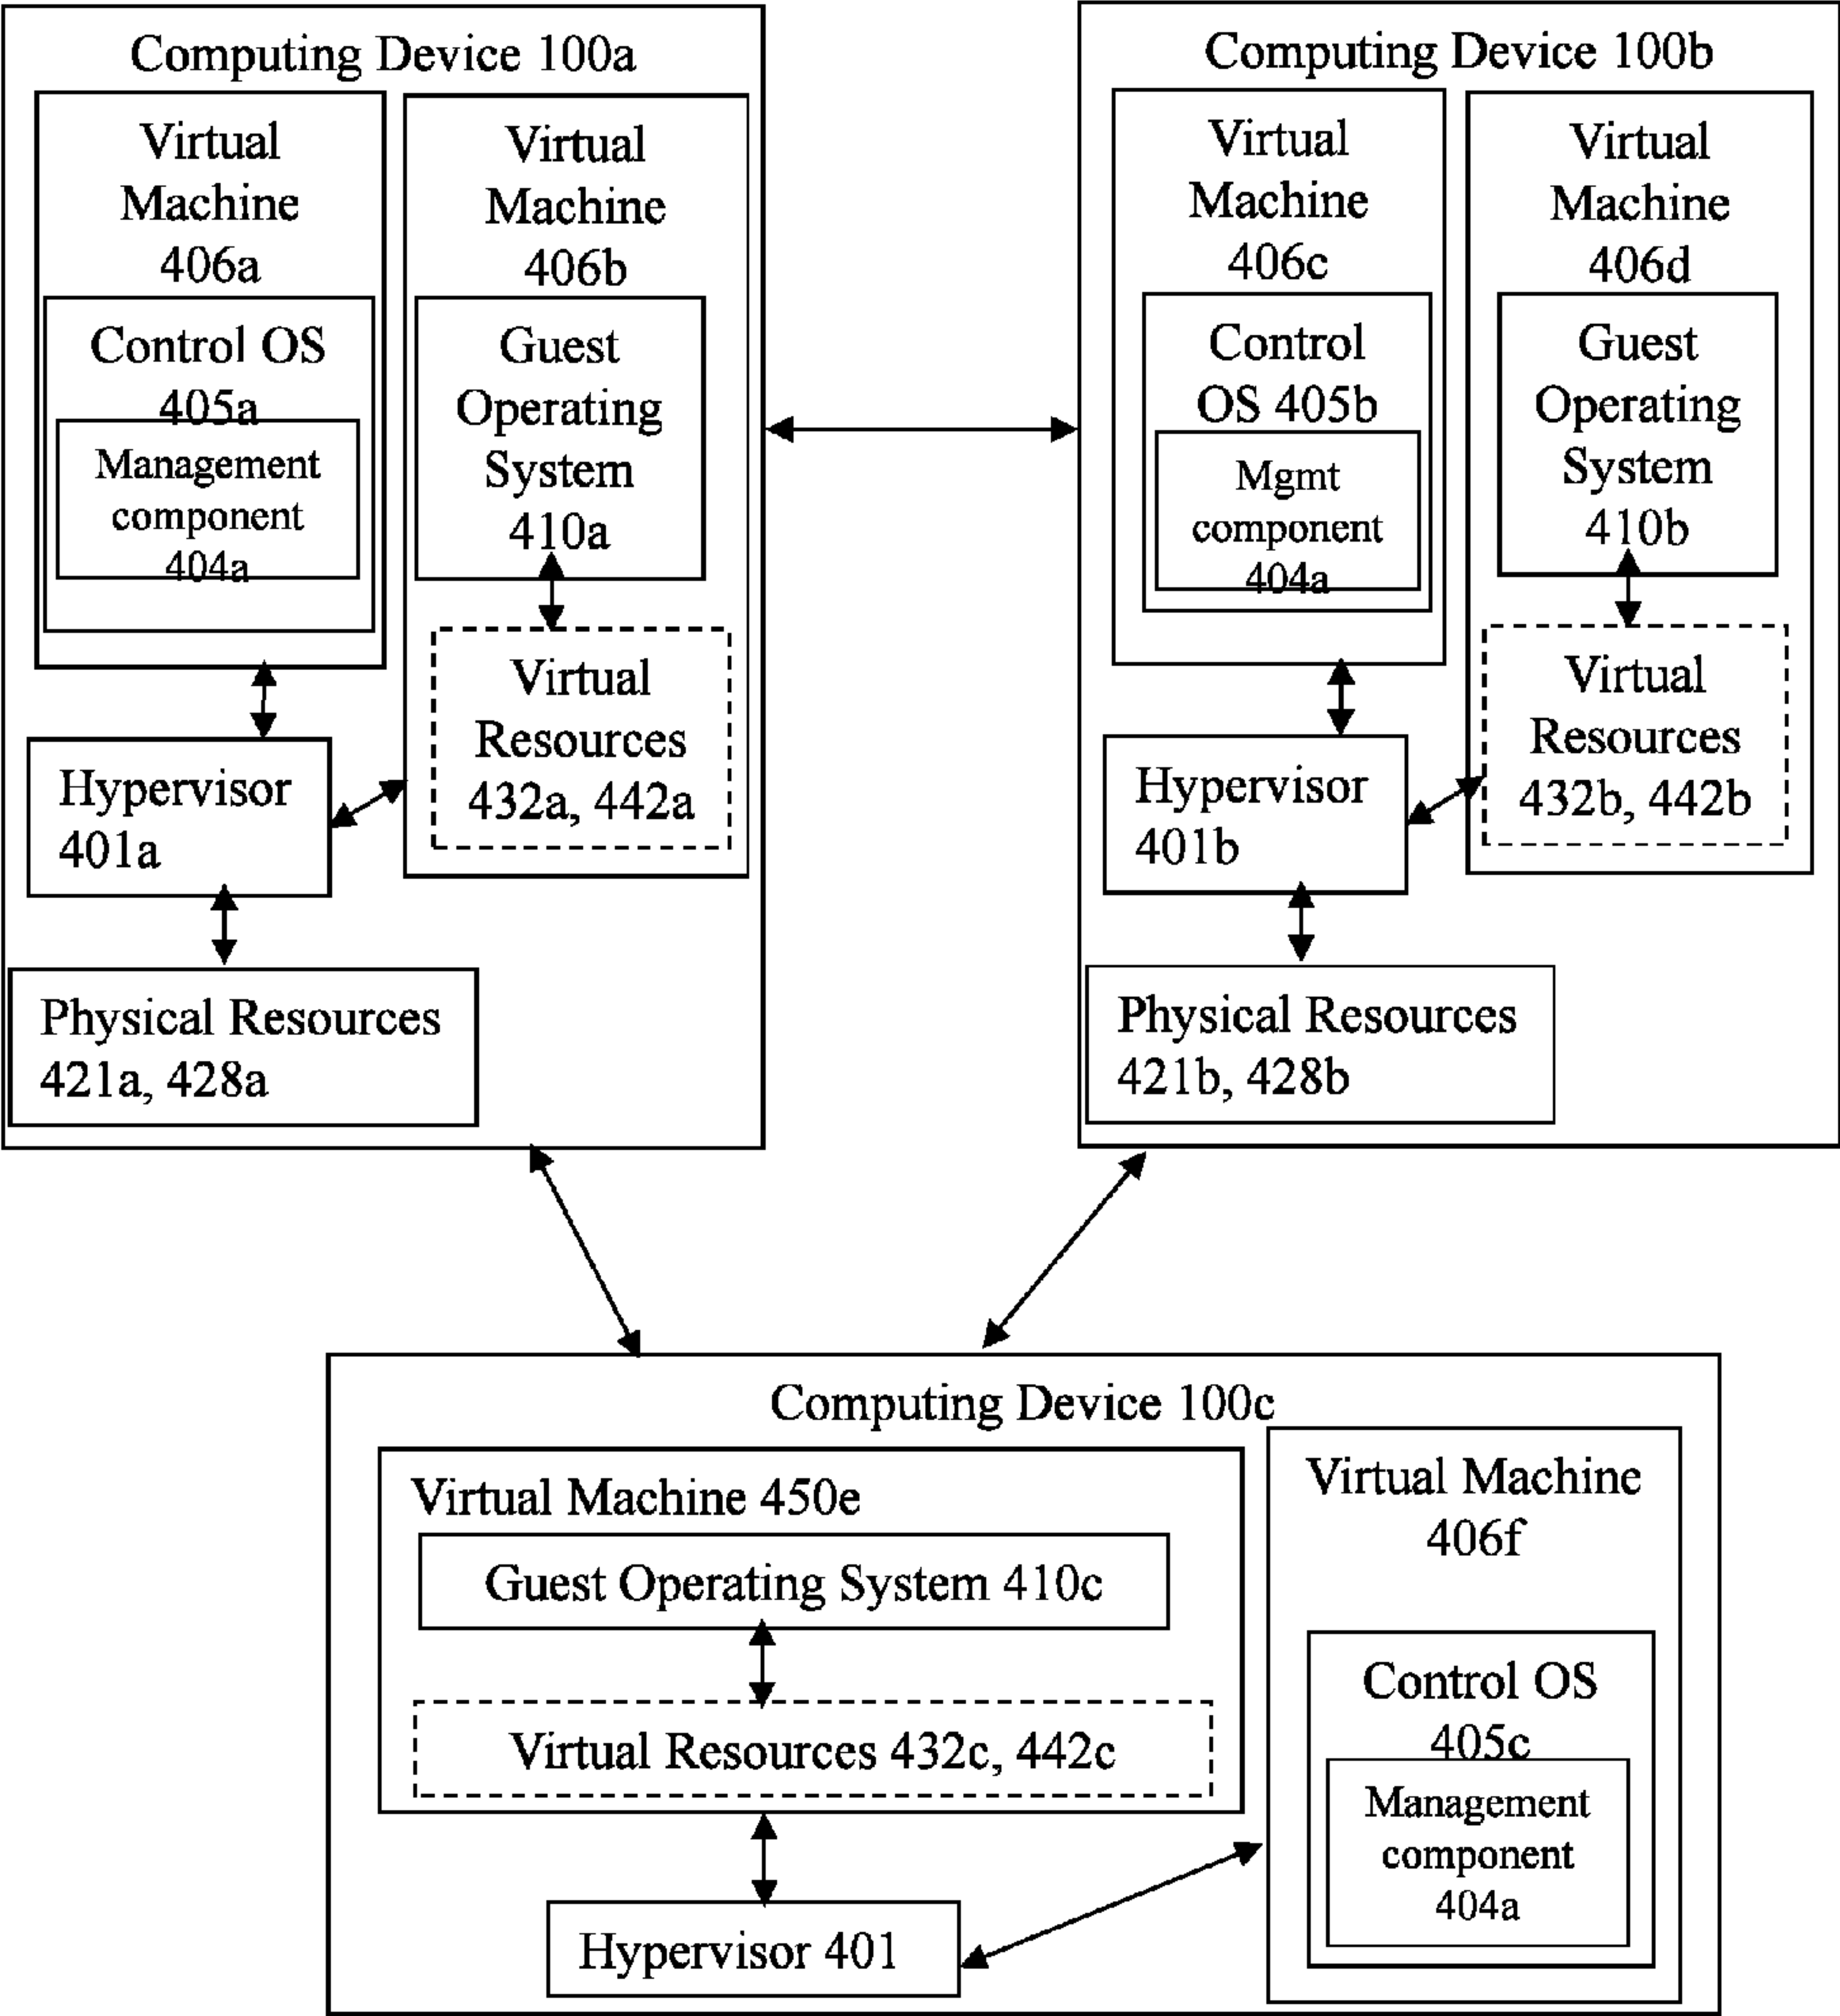 Computing Device 100a
Virtual
Machine
406a
Control OS
405a
Management
component
404a
Virtual
Machine
406b
Guest
Operating
System
410a
Virtual
Resources
432a, 442a
Hypervisor
401a
Physical Resources
421a, 428a
Computing Device 100b
Virtual
Machine
406c
Control
OS 405b
Mgmt
component
404a
Virtual
Machine
406d
Guest
Operating
System
410b
Virtual
Resources
432b, 442b
Hypervisor
401b
Physical Resources
421b, 428b
Computing Device 100c
Virtual Machine 450e
Guest Operating System 410c
Virtual Resources 432c, 442c
Hypervisor 401
Virtual Machine
406f
Control OS
405c
Management
component
404a